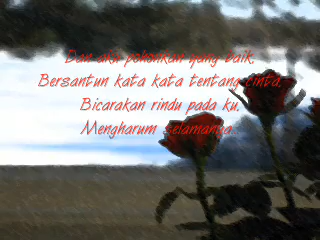 Dan aku pohonkan yang baik,
Bersantun kata kata tentang cinta,
Bicarakan rindu pada ku,
Mengharum selamanya.